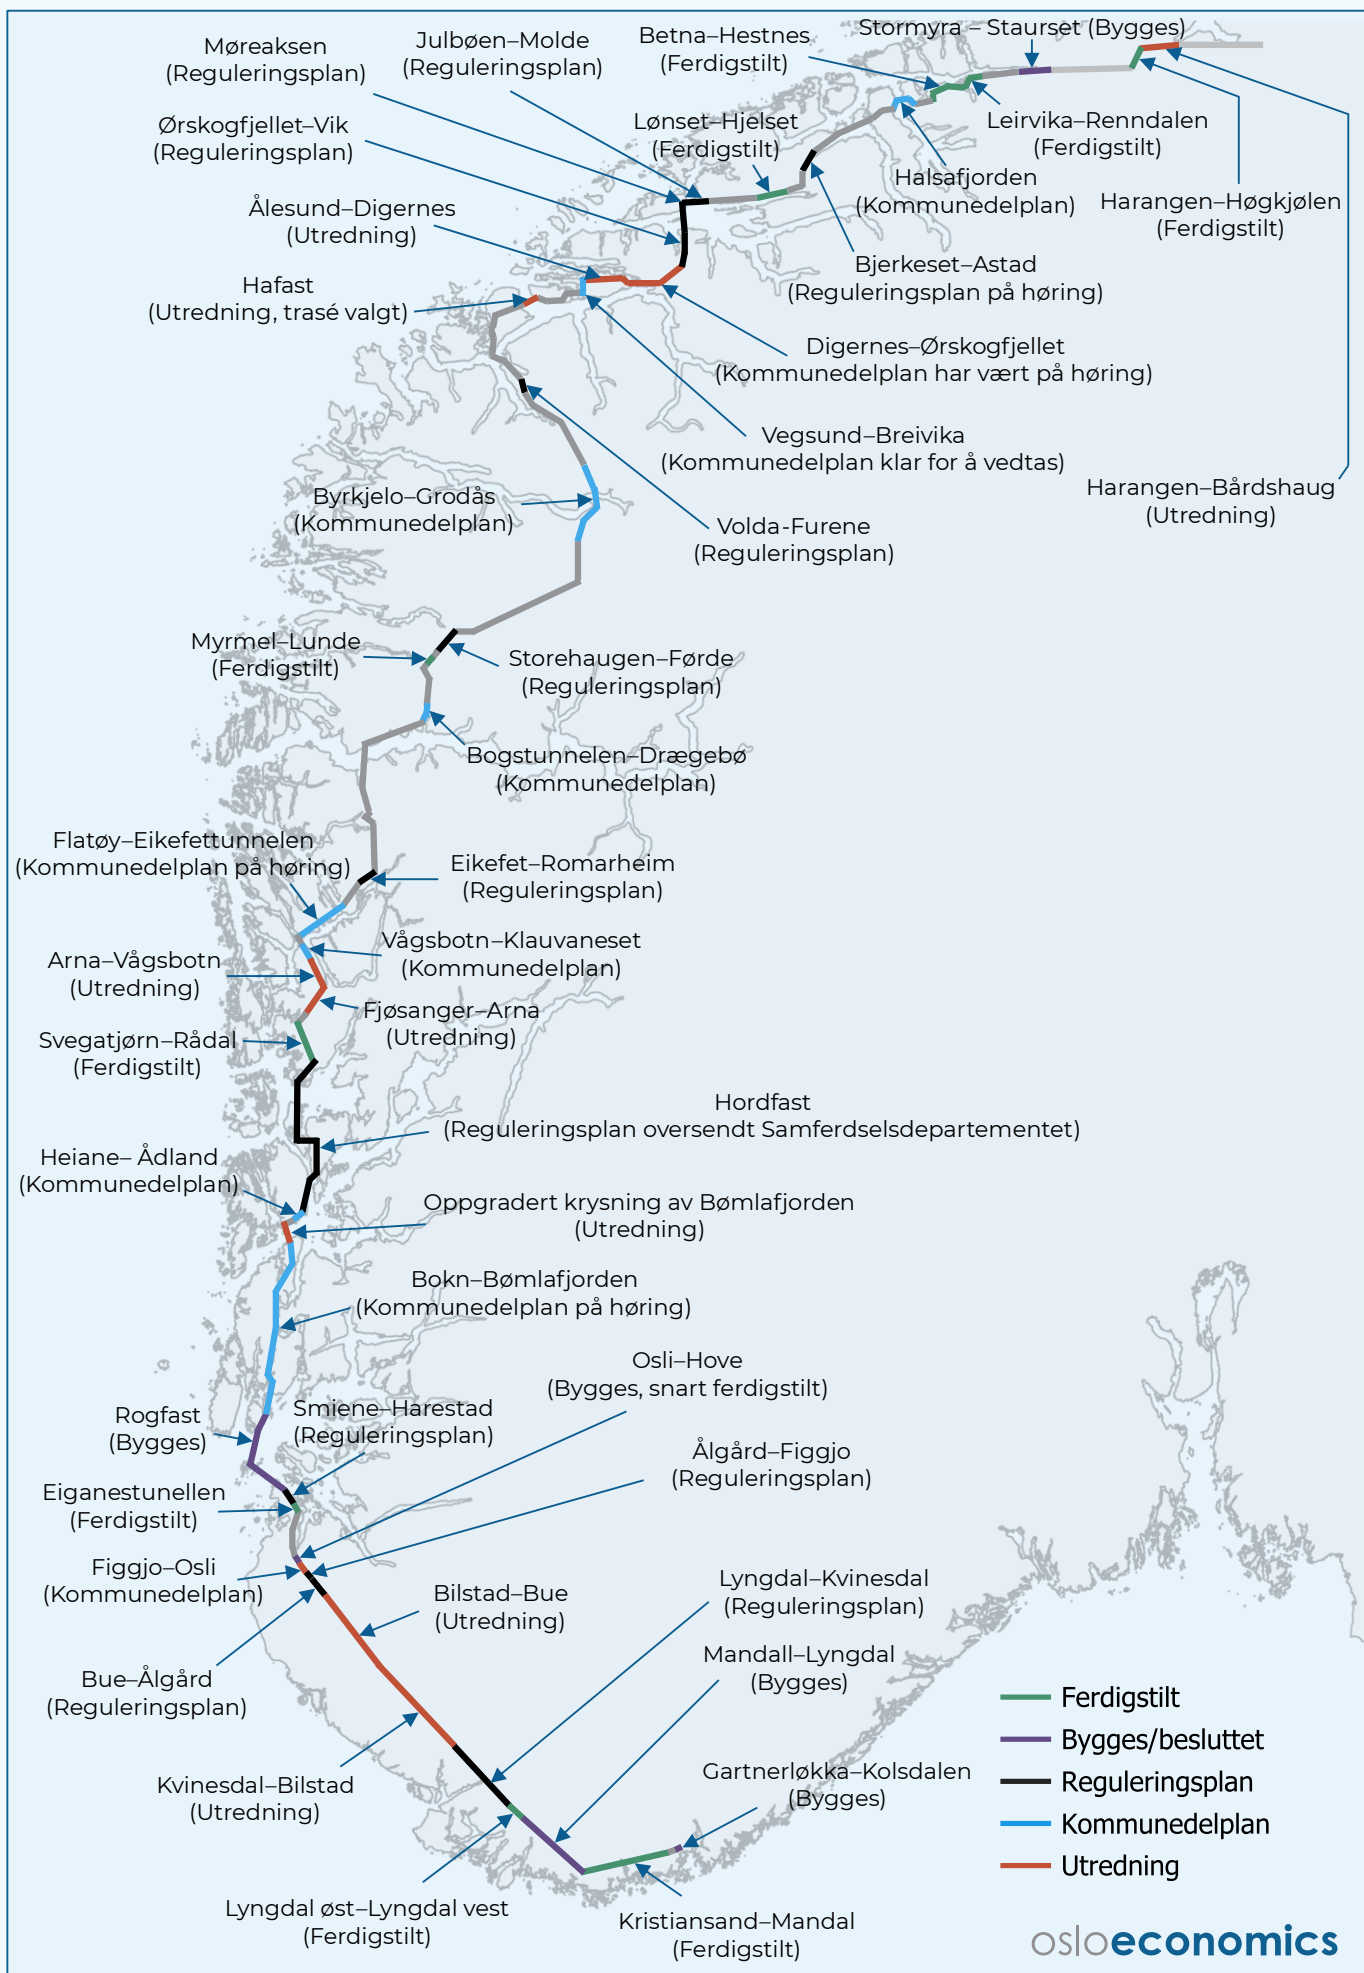 Møreaksen
(Reguleringsplan)
Julbøen–Molde
(Reguleringsplan)
Betna–Hestnes
(Ferdigstilt)
Stormyra – Staurset (Bygges)
Ørskogfjellet–Vik
(Reguleringsplan)
Lønset–Hjelset
(Ferdigstilt)
Leirvika–Renndalen
(Ferdigstilt)
Halsafjorden
(Kommunedelplan)
Harangen–Høgkjølen
(Ferdigstilt)
Ålesund–Digernes
(Utredning)
Bjerkeset–Astad
(Reguleringsplan på høring)
Hafast
(Utredning, trasé valgt)
Digernes–Ørskogfjellet
(Kommunedelplan har vært på høring)
Vegsund–Breivika
(Kommunedelplan klar for å vedtas)
Harangen–Bårdshaug
(Utredning)
Byrkjelo–Grodås
(Kommunedelplan)
Volda-Furene
(Reguleringsplan)
Myrmel–Lunde
(Ferdigstilt)
Storehaugen–Førde
(Reguleringsplan)
Bogstunnelen–Drægebø
(Kommunedelplan)
Flatøy–Eikefettunnelen
(Kommunedelplan på høring)
Eikefet–Romarheim
(Reguleringsplan)
Vågsbotn–Klauvaneset
(Kommunedelplan)
Arna–Vågsbotn
(Utredning)
Fjøsanger–Arna
(Utredning)
Svegatjørn–Rådal
(Ferdigstilt)
Hordfast
(Reguleringsplan oversendt Samferdselsdepartementet)
Heiane– Ådland
(Kommunedelplan)
Oppgradert krysning av Bømlafjorden
(Utredning)
Bokn–Bømlafjorden
(Kommunedelplan på høring)
Osli–Hove
(Bygges, snart ferdigstilt)
Rogfast
(Bygges)
Smiene–Harestad
(Reguleringsplan)
Ålgård–Figgjo
(Reguleringsplan)
Eiganestunellen
(Ferdigstilt)
Figgjo–Osli
(Kommunedelplan)
Bilstad–Bue
(Utredning)
Lyngdal–Kvinesdal
(Reguleringsplan)
Bue–Ålgård
(Reguleringsplan)
Mandall–Lyngdal
(Bygges)
Kvinesdal–Bilstad
(Utredning)
Gartnerløkka–Kolsdalen
(Bygges)
Lyngdal øst–Lyngdal vest
(Ferdigstilt)
Kristiansand–Mandal
(Ferdigstilt)
Ferdigstilt
Bygges/besluttet
Reguleringsplan
Kommunedelplan
Utredning
osloeconomics